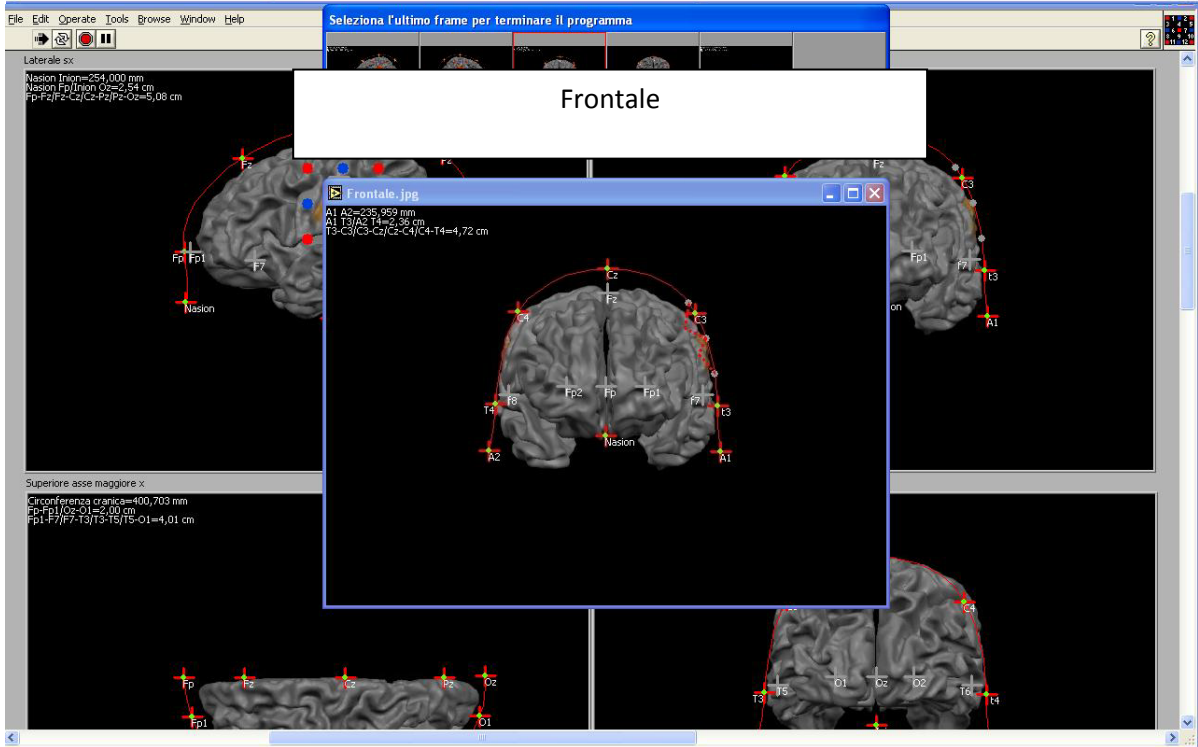 File Edit Operate Tools Browse Window Help
Seleziona l'ultimo frame per terminare il programma
Laterale sx
Nasion Inion=254,000 mm
Nasion Fp/Inion Oz=2,54 cm
Fp-Fz/Fz-Cz/Cz-Pz/Pz-Oz=5,08 cm
Fz
Fp Fp1
F7
Nasion
Frontale
Fz
Fz
C3
Fp1
f7
t3
A1
Frontale.jpg
A1 A2=235,959 mm
A1 T3/A2 T4=2,36 cm
T3-C3/C3-Cz/Cz-C4/C4-T4=4,72 cm
Cz
Fz
C4
C3
Fp2 Fp Fp1
f8
f7
T4
t3
Nasion
A2
A1
Superiore asse maggiore x
Circonferenza cranica=400,703 mm
Fp-Fp1/Oz-O1=2,00 cm
Fp1-F7/F7-T3/T3-T5/T5-O1=4,01 cm
Fp Fz Cz Pz Oz
Fp1
O1
C4
T5 O1 Oz O2 T6
T3
t4